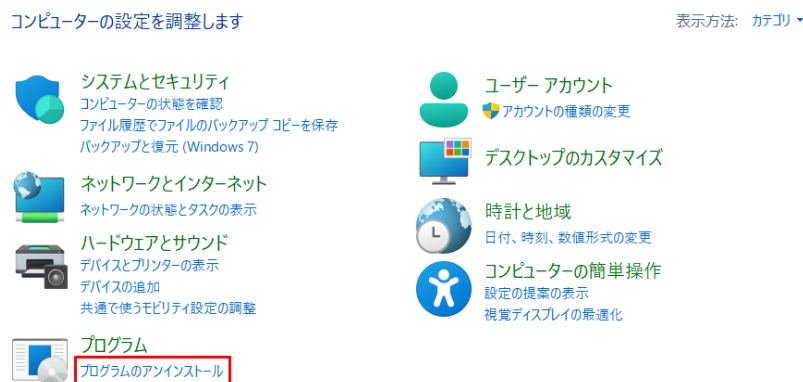 コンピューターの設定を調整します
表示方法: カテゴリ
システムとセキュリティ
コンピューターの状態を確認
ファイル履歴でファイルのバックアップ コピーを保存
バックアップと復元 (Windows 7)
ネットワークとインターネット
ネットワークの状態とタスクの表示
ハードウェアとサウンド
デバイスとプリンターの表示
デバイスの追加
共通で使うモビリティ設定の調整
プログラム
プログラムのアンインストール
ユーザー アカウント
アカウントの種類の変更
デスクトップのカスタマイズ
時計と地域
日付、時刻、数値形式の変更
コンピューターの簡単操作
設定の提案の表示
視覚ディスプレイの最適化